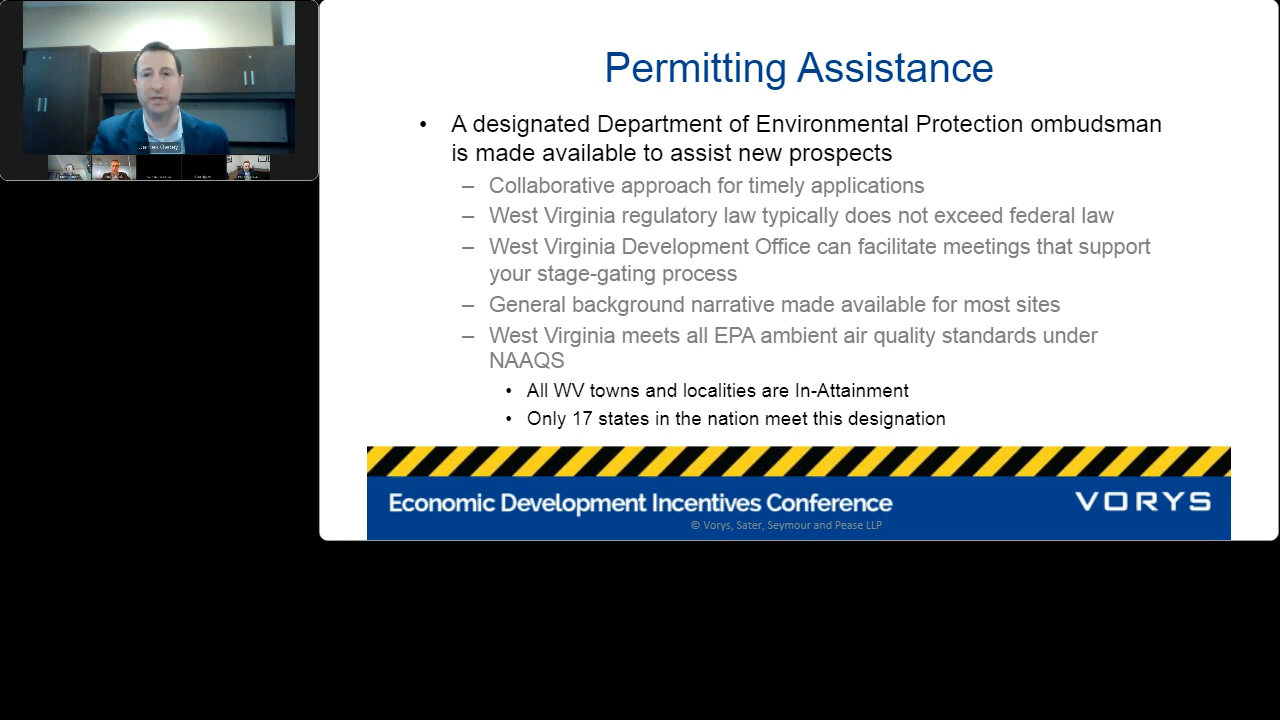 Permitting Assistance
• A designated Department of Environmental Protection ombudsman
is made available to assist new prospects
– Collaborative approach for timely applications
– West Virginia regulatory law typically does not exceed federal law
– West Virginia Development Office can facilitate meetings that support
your stage-gating process
– General background narrative made available for most sites
– West Virginia meets all EPA ambient air quality standards under
NAAQS
• All WV towns and localities are In-Attainment
• Only 17 states in the nation meet this designation
Economic Development Incentives Conference
VORYS
© Vorys, Sater, Seymour and Pease LLP